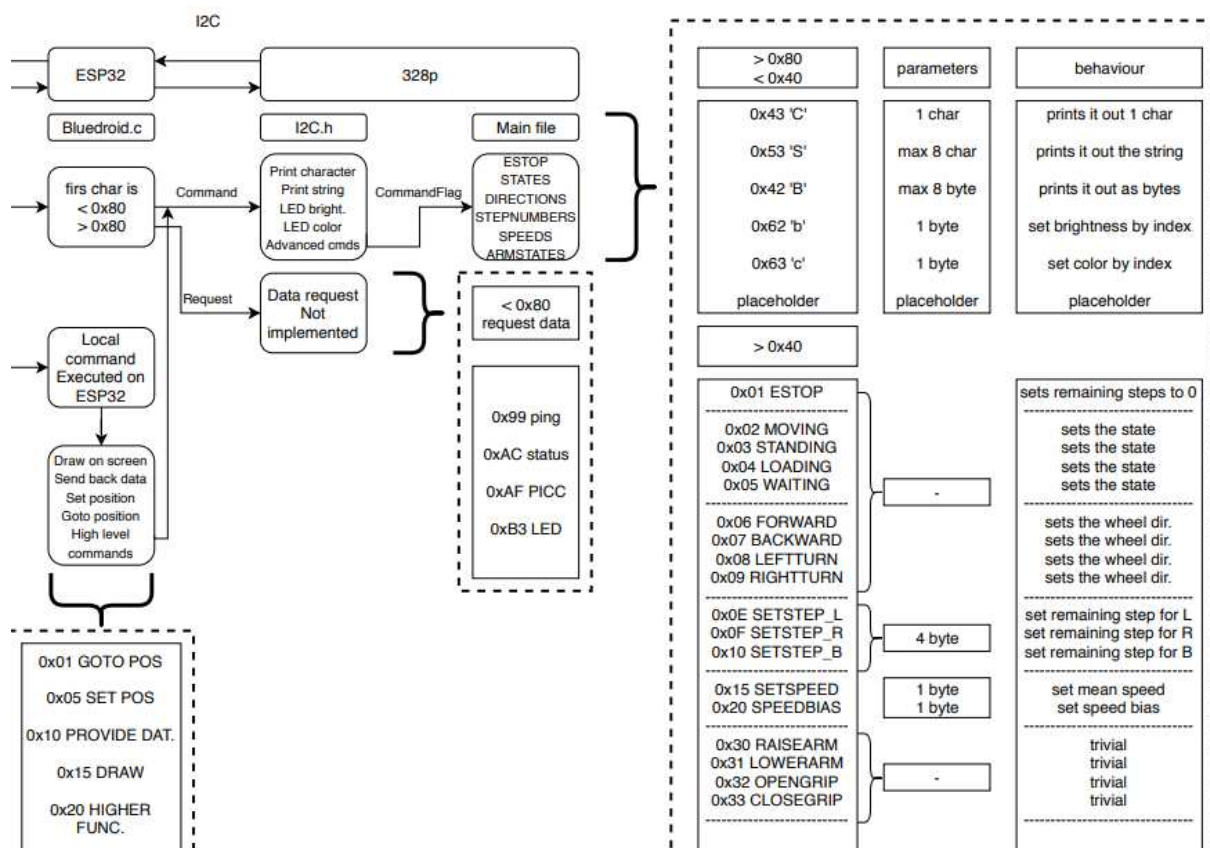 I2C
ESP32
328p
Bluedroid.c
I2C.h
Main file
firs char is
< 0x80
> 0x80
Command
Print character
Print string
LED bright.
LED color
Advanced cmds
CommandFlag
ESTOP
STATES
DIRECTIONS
STEPNUMBERS
SPEEDS
ARMSTATES
Request
Data request
Not
implemented
< 0x80
request data
0x99 ping
0xAC status
0xAF PICC
0xB3 LED
Local
command
Executed on
ESP32
Draw on screen
Send back data
Set position
Goto position
High level
commands
0x01 GOTO POS
0x05 SET POS
0x10 PROVIDE DAT.
0x15 DRAW
0x20 HIGHER
FUNC.
> 0x80
< 0x40
parameters
behaviour
0x43 'C' 1 char prints it out 1 char
0x53 'S' max 8 char prints it out the string
0x42 'B' max 8 byte prints it out as bytes
0x62 'b' 1 byte set brightness by index
0x63 'c' 1 byte set color by index
placeholder placeholder placeholder
> 0x40
0x01 ESTOP sets remaining steps to 0
0x02 MOVING sets the state
0x03 STANDING sets the state
0x04 LOADING sets the state
0x05 WAITING sets the state
-
0x06 FORWARD sets the wheel dir.
0x07 BACKWARD sets the wheel dir.
0x08 LEFTTURN sets the wheel dir.
0x09 RIGHTTURN sets the wheel dir.
0x0E SETSTEP_L set remaining step for L
0x0F SETSTEP_R 4 byte set remaining step for R
0x10 SETSTEP_B set remaining step for B
0x15 SETSPEED 1 byte set mean speed
0x20 SPEEDBIAS 1 byte set speed bias
0x30 RAISEARM trivial
0x31 LOWERARM trivial
0x32 OPENGRIP - trivial
0x33 CLOSEGRIP trivial